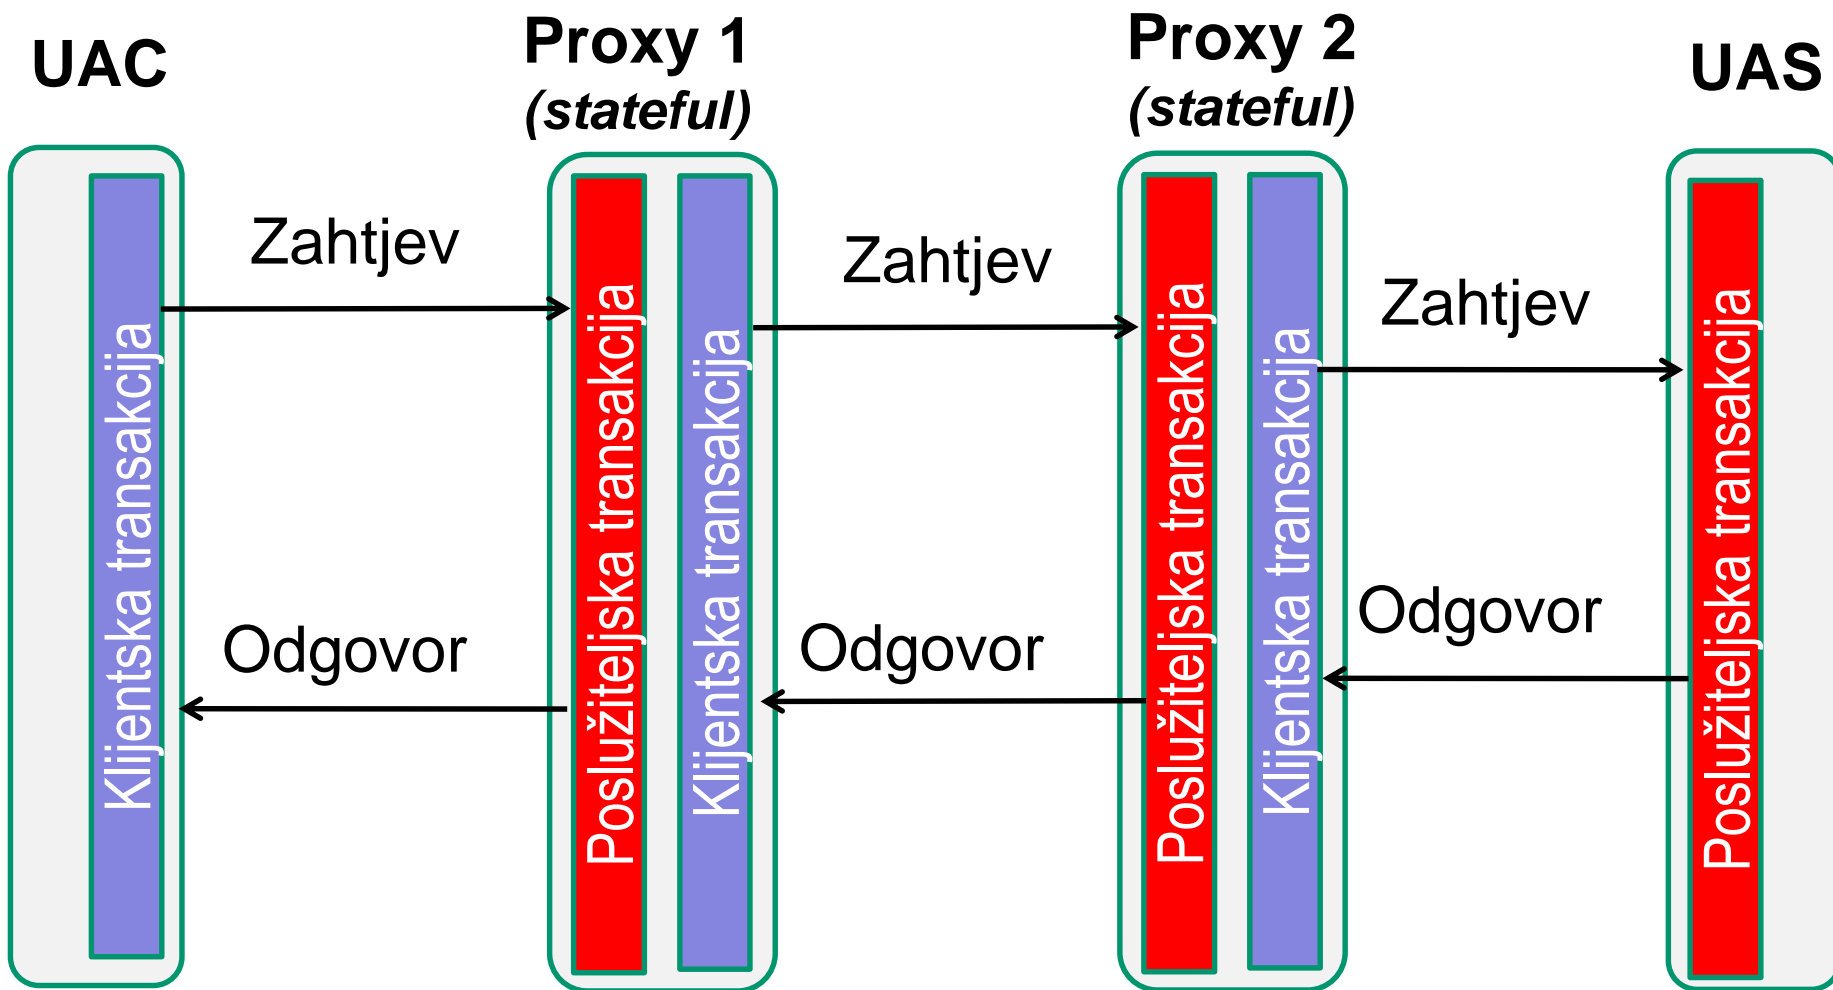 UAC
Proxy 1
(stateful)
Proxy 2
(stateful)
UAS
Zahtjev
Zahtjev
Zahtjev
Klijentska transakcija
Poslužiteljska transakcija
Klijentska transakcija
Poslužiteljska transakcija
Klijentska transakcija
Poslužiteljska transakcija
Odgovor
Odgovor
Odgovor